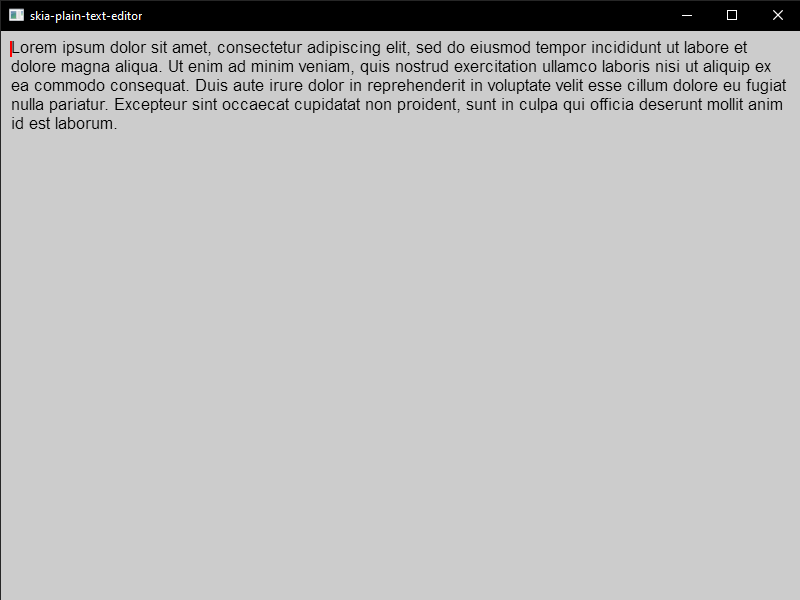 skia-plain-text-editor
Lorem ipsum dolor sit amet, consectetur adipiscing elit, sed do eiusmod tempor incididunt ut labore et
dolore magna aliqua. Ut enim ad minim veniam, quis nostrud exercitation ullamco laboris nisi ut aliquip ex
ea commodo consequat. Duis aute irure dolor in reprehenderit in voluptate velit esse cillum dolore eu fugiat
nulla pariatur. Excepteur sint occaecat cupidatat non proident, sunt in culpa qui officia deserunt mollit anim
id est laborum.